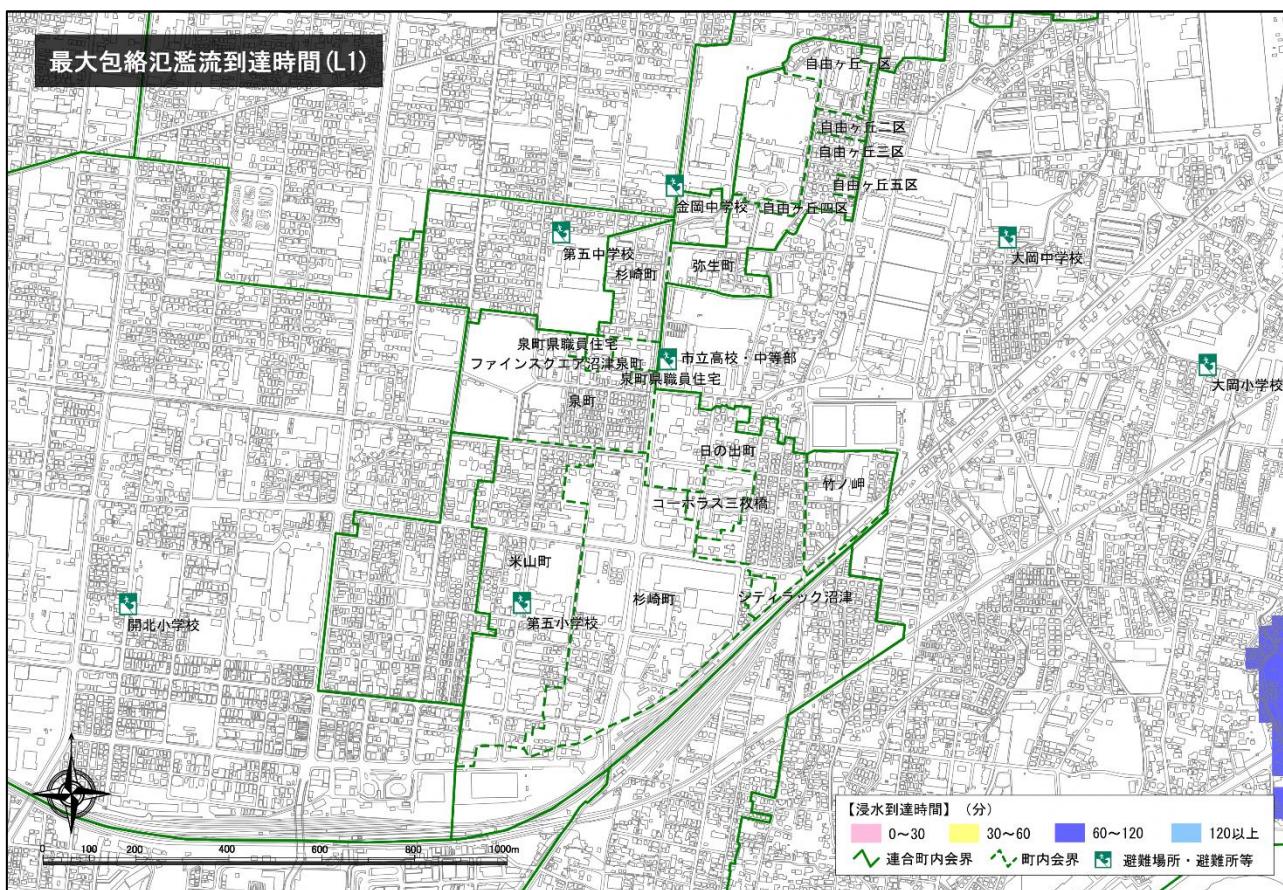 最大包絡氾濫流到達時間(L1)
自由ヶ丘一区
自由ヶ丘二区
自由ヶ丘三区
自由ヶ丘五区
金岡中学校
自由ヶ丘四区
第五中学校
大岡中学校
杉崎町
弥生町
泉町県職員住宅
市立高校・中等部
ファインスクエア沼津泉町
泉町県職員住宅
大岡小学校
泉町
日の出町
竹ノ岬
コーポラス三枚橋
米山町
杉崎町
シティラック沼津
第五小学校
開北小学校
【浸水到達時間】(分)
0～30
30～60
60～120
120以上
連合町内会界
町内会界
避難場所・避難所等
0 100 200 400 600 800 1000m